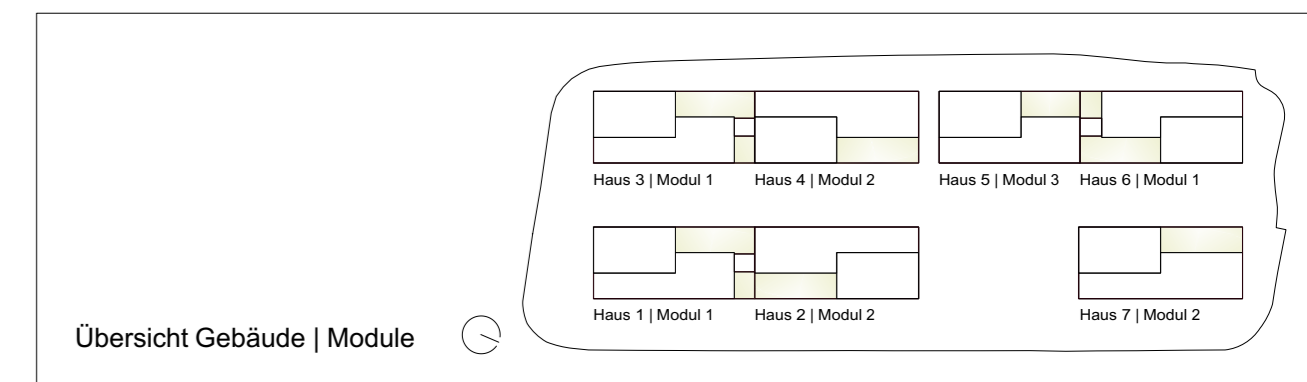 Haus 3 | Modul 1 Haus 4 | Modul 2 Haus 5 | Modul 3 Haus 6 | Modul 1
Haus 1 | Modul 1 Haus 2 | Modul 2 Haus 7 | Modul 2
Übersicht Gebäude | Module